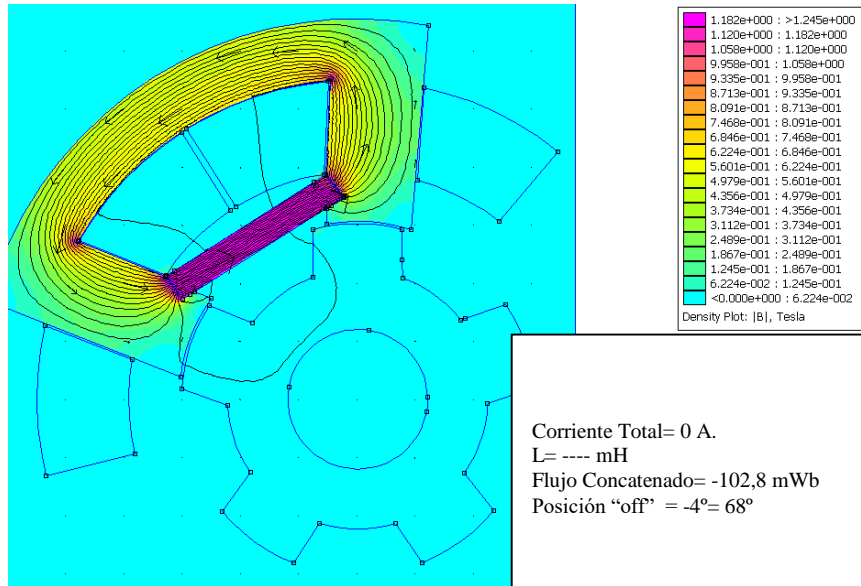 1.182e+000 : >1.245e+000
1.120e+000 : 1.182e+000
1.058e+000 : 1.120e+000
9.958e-001 : 1.058e+000
9.335e-001 : 9.958e-001
8.713e-001 : 9.335e-001
8.091e-001 : 8.713e-001
7.468e-001 : 8.091e-001
6.846e-001 : 7.468e-001
6.224e-001 : 6.846e-001
5.601e-001 : 6.224e-001
4.979e-001 : 5.601e-001
4.356e-001 : 4.979e-001
3.734e-001 : 4.356e-001
3.112e-001 : 3.734e-001
2.489e-001 : 3.112e-001
1.867e-001 : 2.489e-001
1.245e-001 : 1.867e-001
6.224e-002 : 1.245e-001
<0.000e+000 : 6.224e-002
Density Plot: |B|, Tesla
Corriente Total= 0 A.
L= ---- mH
Flujo Concatenado= -102,8 mWb
Posición “off” = -4º= 68º